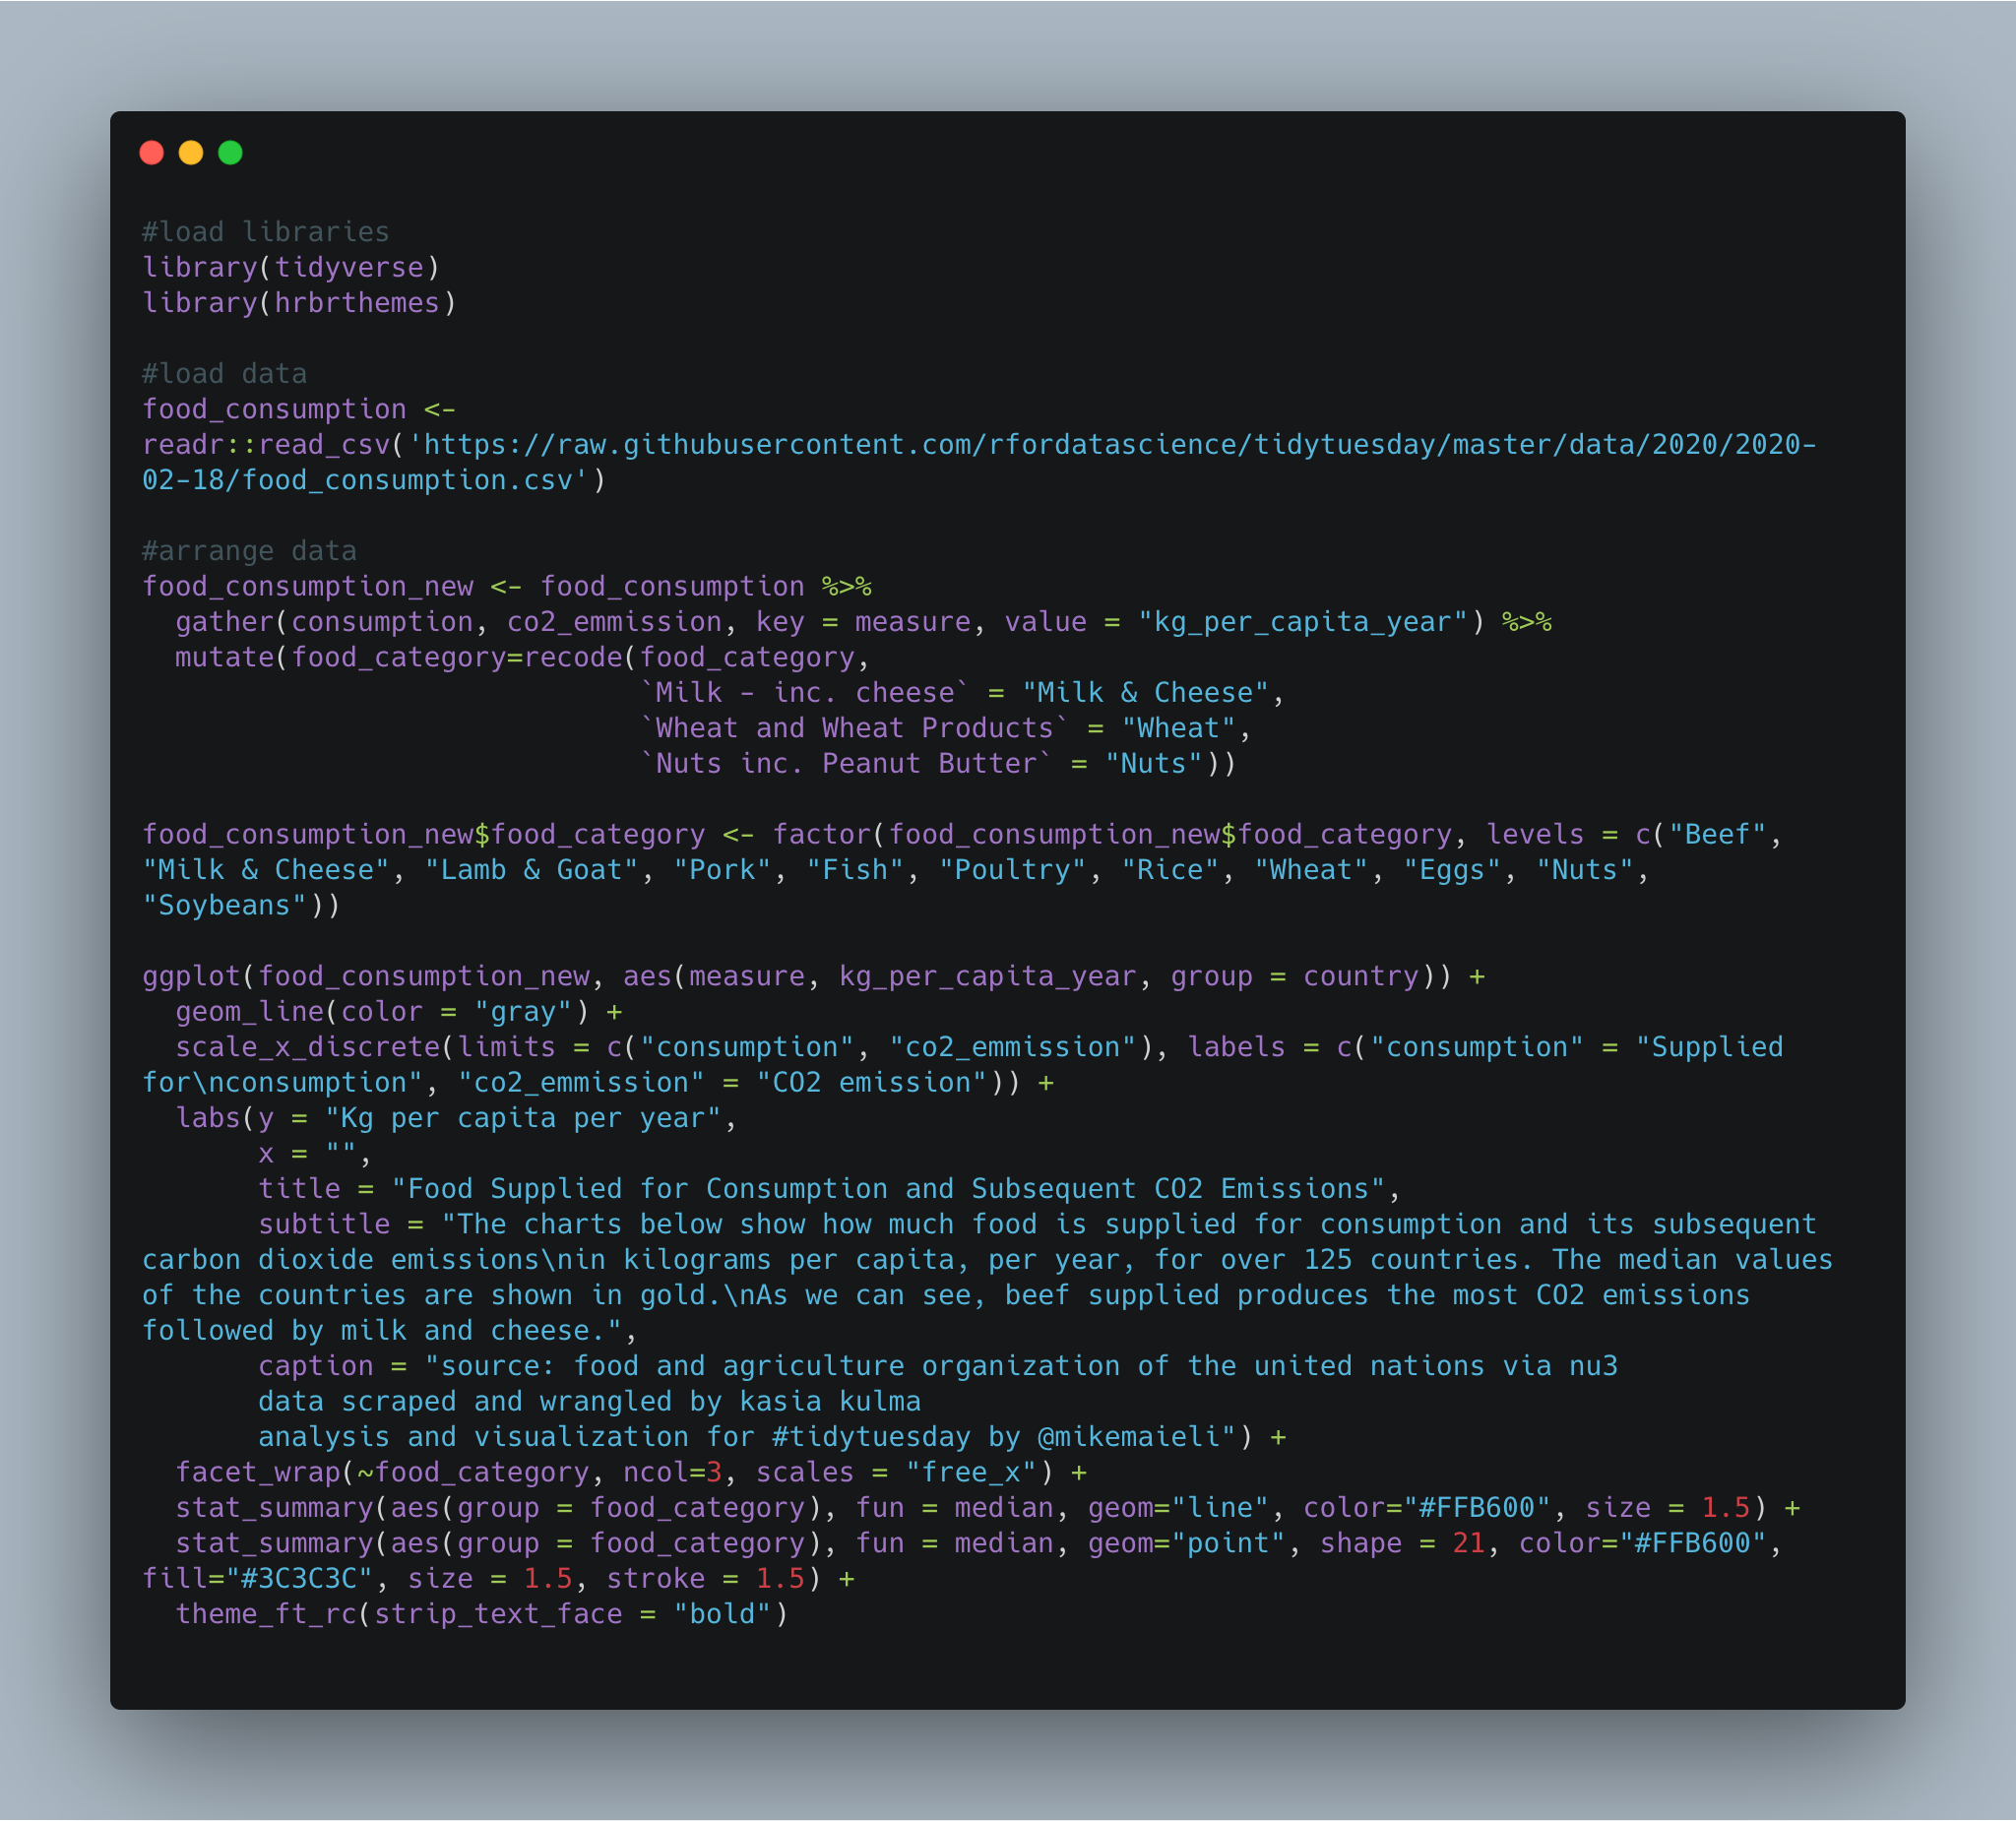 #load libraries
library(tidyverse)
library(hrbrthemes)

#load data
food_consumption <-
readr::read_csv('https://raw.githubusercontent.com/rfordatascience/tidytuesday/master/data/2020/2020-
02-18/food_consumption.csv')

#arrange data
food_consumption_new <- food_consumption %>%
  gather(consumption, co2_emmission, key = measure, value = "kg_per_capita_year") %>%
  mutate(food_category=recode(food_category,
                              `Milk - inc. cheese` = "Milk & Cheese",
                              `Wheat and Wheat Products` = "Wheat",
                              `Nuts inc. Peanut Butter` = "Nuts"))

food_consumption_new$food_category <- factor(food_consumption_new$food_category, levels = c("Beef",
"Milk & Cheese", "Lamb & Goat", "Pork", "Fish", "Poultry", "Rice", "Wheat", "Eggs", "Nuts",
"Soybeans"))

ggplot(food_consumption_new, aes(measure, kg_per_capita_year, group = country)) +
  geom_line(color = "gray") +
  scale_x_discrete(limits = c("consumption", "co2_emmission"), labels = c("consumption" = "Supplied
for\nconsumption", "co2_emmission" = "CO2 emission")) +
  labs(y = "Kg per capita per year",
       x = "",
       title = "Food Supplied for Consumption and Subsequent CO2 Emissions",
       subtitle = "The charts below show how much food is supplied for consumption and its subsequent
carbon dioxide emissions\nin kilograms per capita, per year, for over 125 countries. The median values
of the countries are shown in gold.\nAs we can see, beef supplied produces the most CO2 emissions
followed by milk and cheese.",
       caption = "source: food and agriculture organization of the united nations via nu3
       data scraped and wrangled by kasia kulma
       analysis and visualization for #tidytuesday by @mikemaieli") +
  facet_wrap(~food_category, ncol=3, scales = "free_x") +
  stat_summary(aes(group = food_category), fun = median, geom="line", color="#FFB600", size = 1.5) +
  stat_summary(aes(group = food_category), fun = median, geom="point", shape = 21, color="#FFB600",
fill="#3C3C3C", size = 1.5, stroke = 1.5) +
  theme_ft_rc(strip_text_face = "bold")